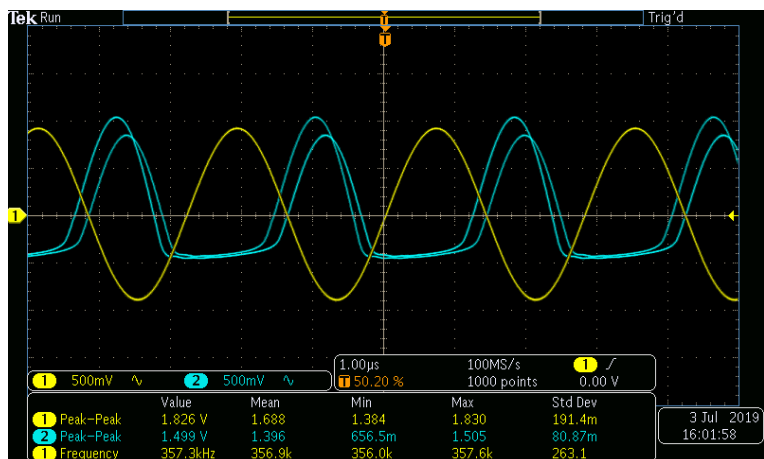 Tek Run Trig'd
T
T
1
1 500mV 2 500mV
1.00µs 100MS/s 1
T 50.20 % 1000 points 0.00 V
Value Mean Min Max Std Dev
1 Peak-Peak 1.826 V 1.688 1.384 1.830 191.4m
2 Peak-Peak 1.499 V 1.396 656.5m 1.505 80.87m
1 Frequency 357.3kHz 356.9k 356.0k 357.6k 263.1
3 Jul 2019
16:01:58